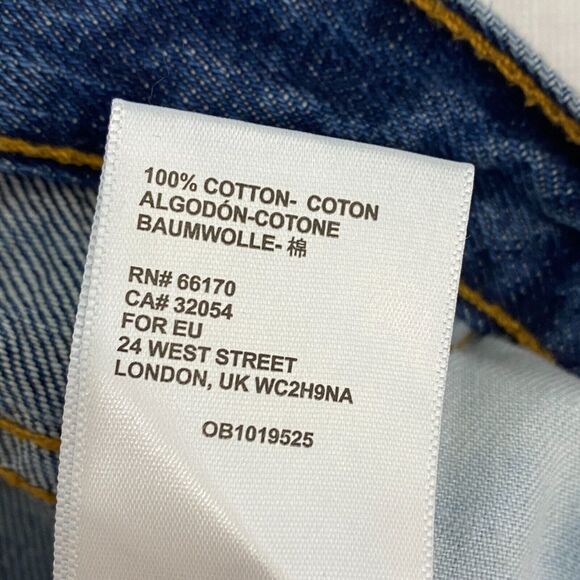 100% COTTON- COTON
ALGODÓN-COTONE
BAUMWOLLE- 棉
RN# 66170
CA# 32054
FOR EU
24 WEST STREET
LONDON, UK WC2H9NA
OB1019525